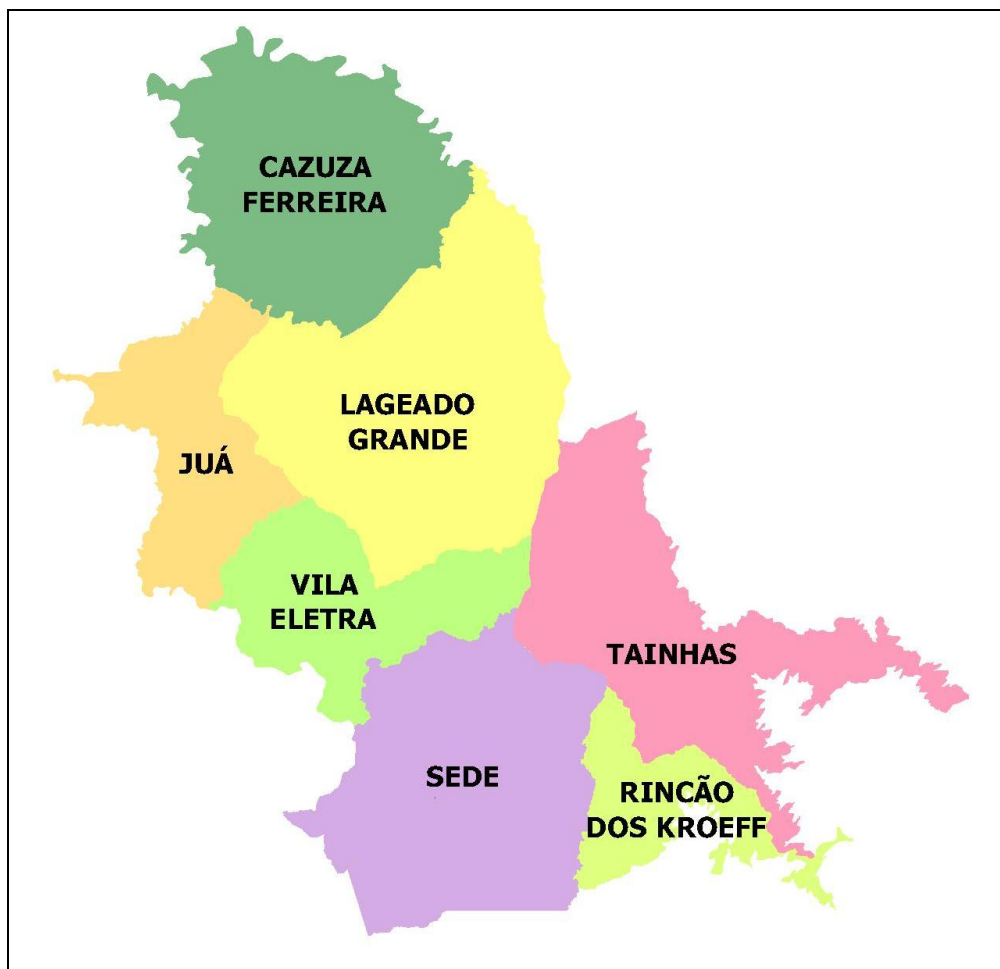 CAZUZA
FERREIRA
LAGEADO
GRANDE
JUÁ
VILA
ELETRA
TAINHAS
SEDE
RINCÃO
DOS KROEFF